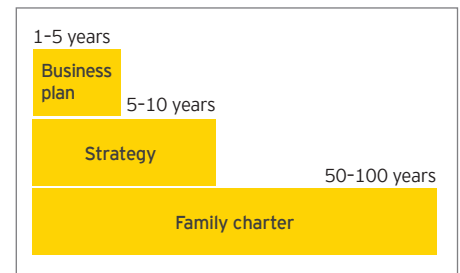 1–5 years
Business
plan
5–10 years
Strategy
50–100 years
Family charter